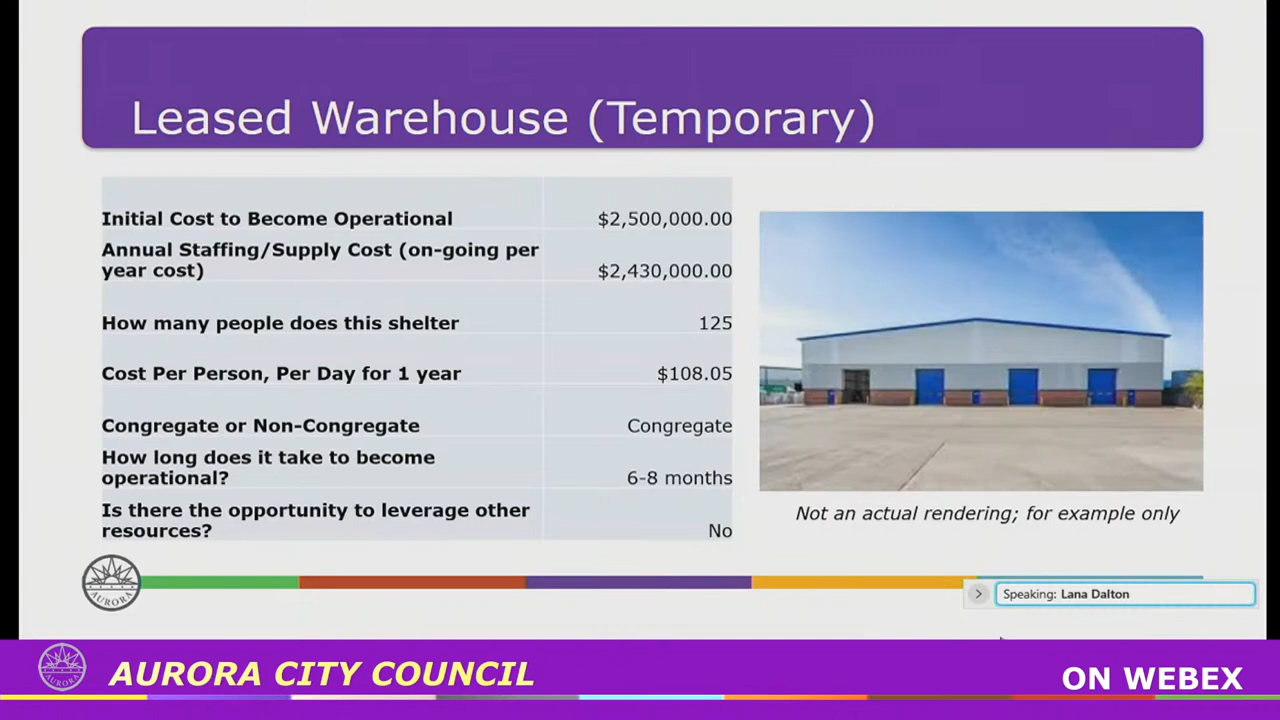 Leased Warehouse (Temporary)
Initial Cost to Become Operational $2,500,000.00
Annual Staffing/Supply Cost (on-going per
year cost) $2,430,000.00
How many people does this shelter 125
Cost Per Person, Per Day for 1 year $108.05
Congregate or Non-Congregate Congregate
How long does it take to become
operational? 6-8 months
Is there the opportunity to leverage other
resources? No
Not an actual rendering; for example only
AURORA
Speaking: Lana Dalton
AURORA CITY COUNCIL
ON WEBEX